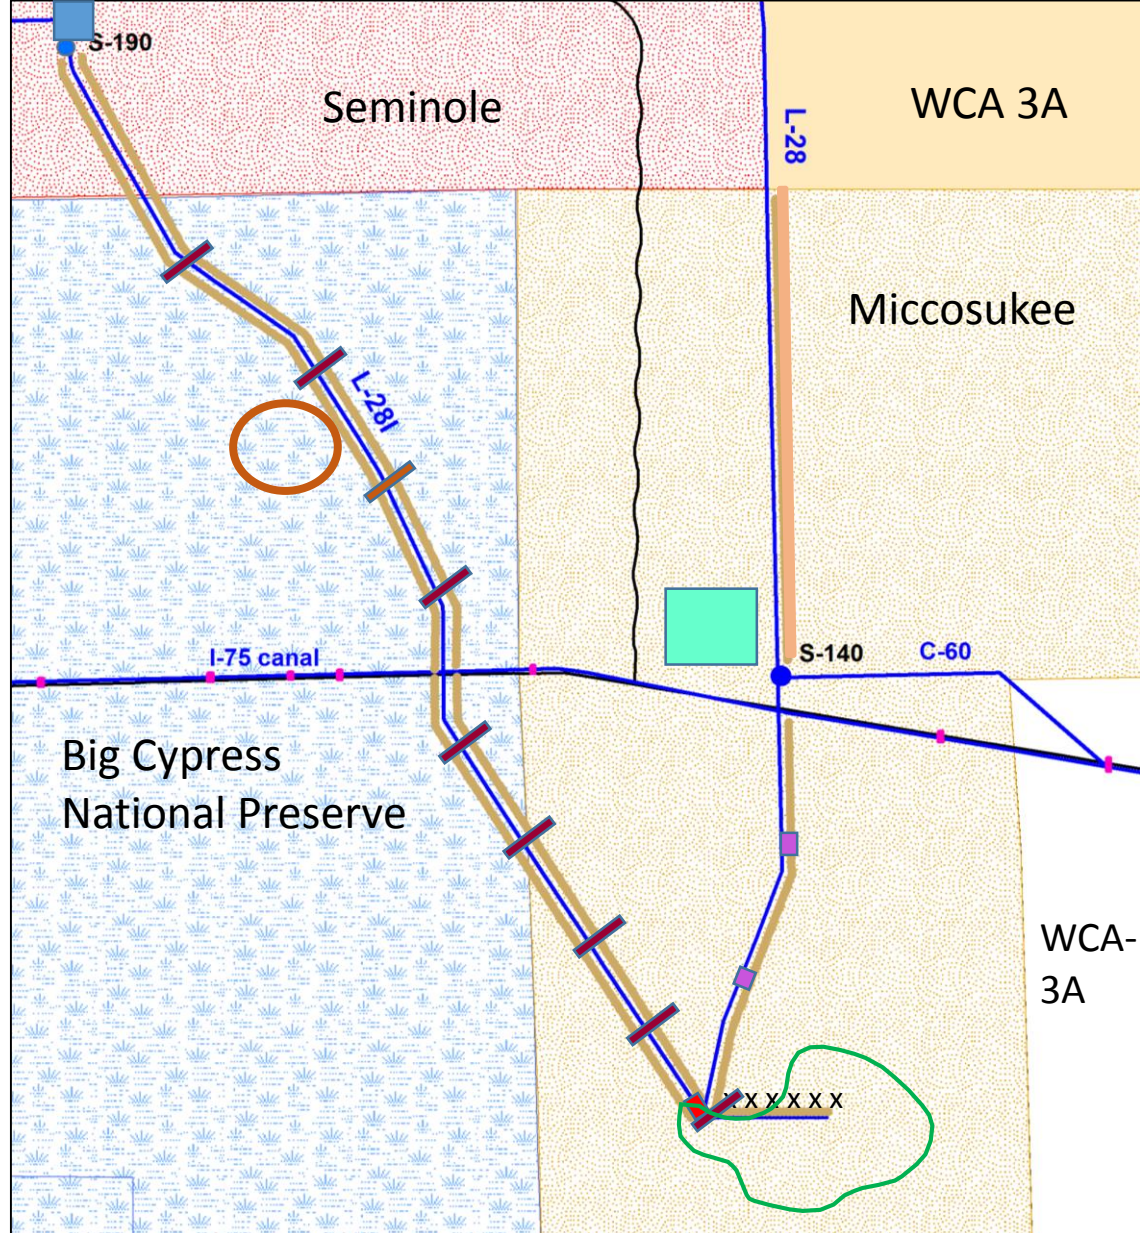 S-190
Seminole
WCA 3A
L-28
Miccosukee
L-28I
I-75 canal
S-140
C-60
Big Cypress
National Preserve
WCA-
3A
X X X X X X